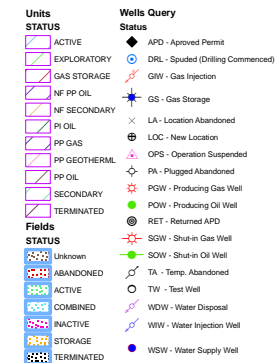 Units
STATUS
ACTIVE
EXPLORATORY
GAS STORAGE
NF PP OIL
NF SECONDARY
PI OIL
PP GAS
PP GEOTHERML
PP OIL
SECONDARY
TERMINATED
Fields
STATUS
Unknown
ABANDONED
ACTIVE
COMBINED
INACTIVE
STORAGE
TERMINATED
Wells Query
Status
APD - Aproved Permit
DRL - Spuded (Drilling Commenced)
GIW - Gas Injection
GS - Gas Storage
LA - Location Abandoned
LOC - New Location
OPS - Operation Suspended
PA - Plugged Abandoned
PGW - Producing Gas Well
POW - Producing Oil Well
RET - Returned APD
SGW - Shut-in Gas Well
SOW - Shut-in Oil Well
TA - Temp. Abandoned
TW - Test Well
WDW - Water Disposal
WIW - Water Injection Well
WSW - Water Supply Well